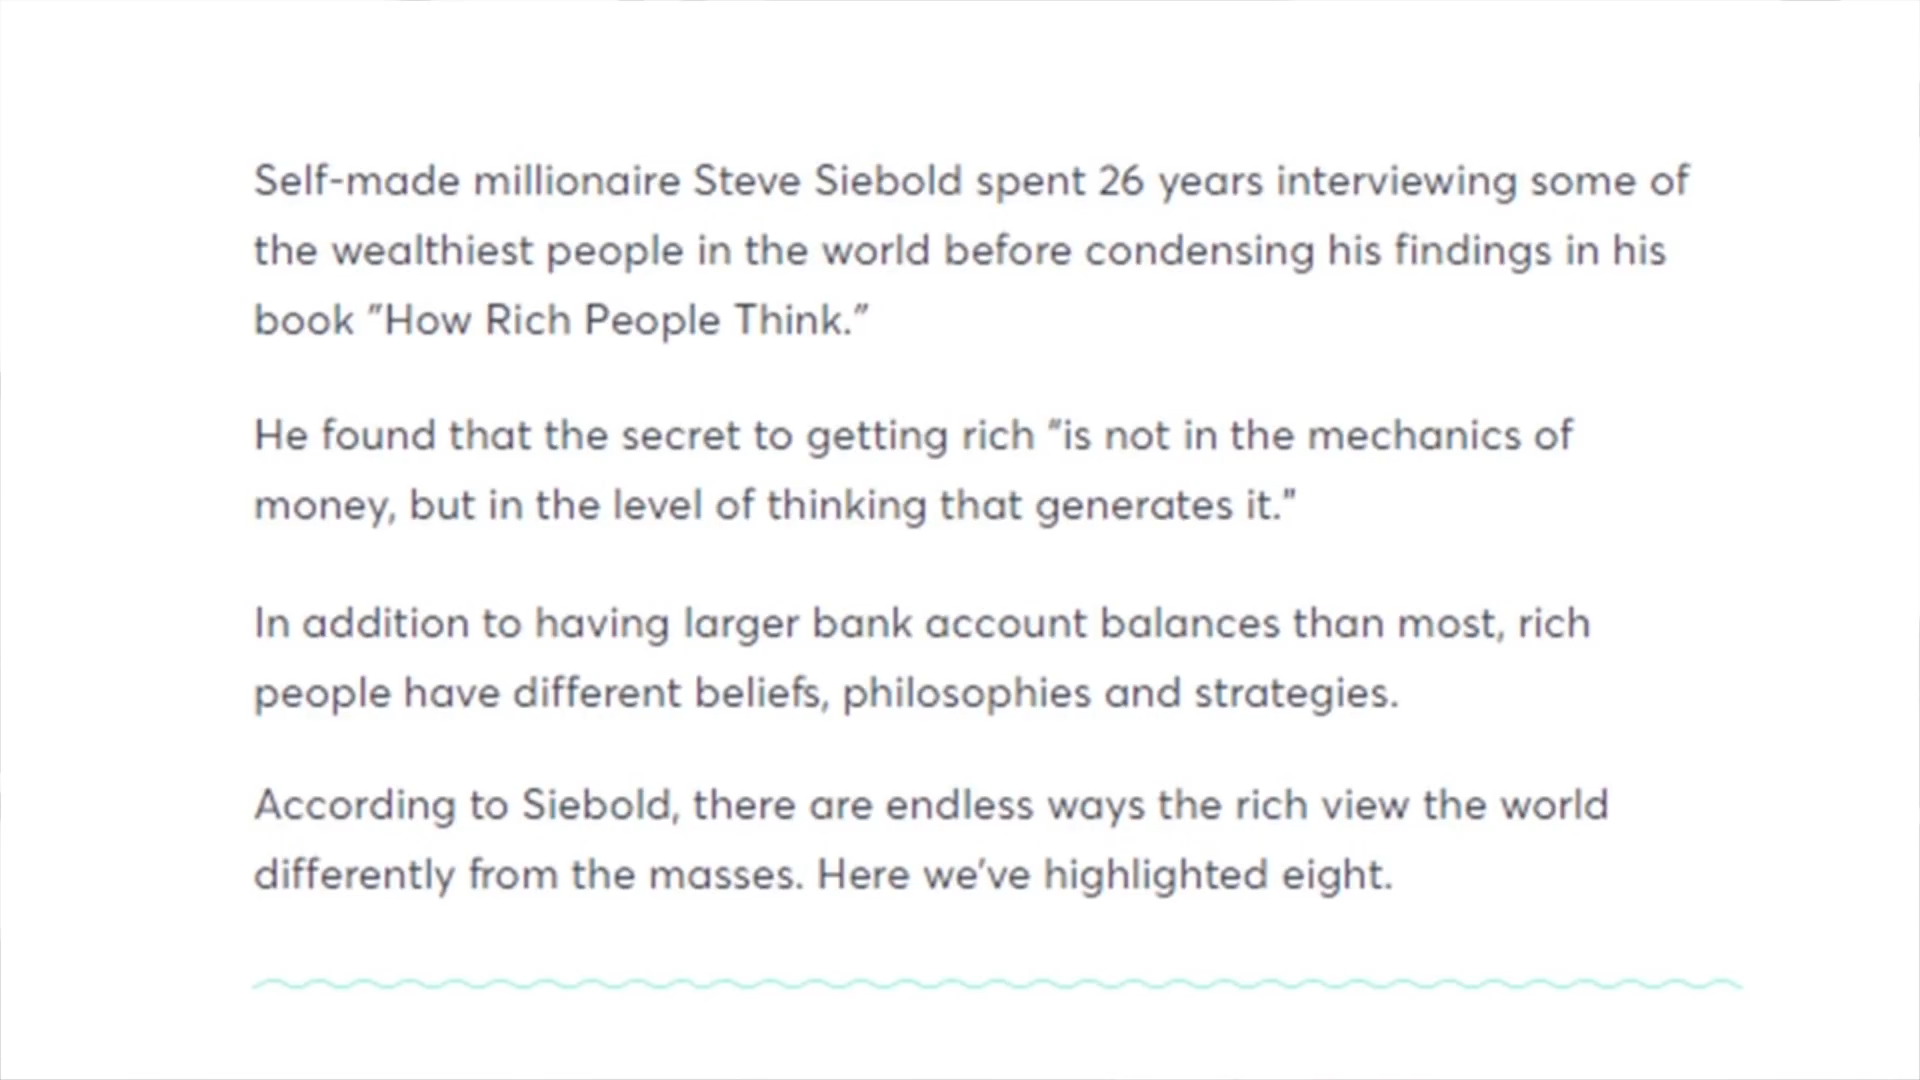 Self-made millionaire Steve Siebold spent 26 years interviewing some of
the wealthiest people in the world before condensing his findings in his
book "How Rich People Think."
He found that the secret to getting rich "is not in the mechanics of
money, but in the level of thinking that generates it."
In addition to having larger bank account balances than most, rich
people have different beliefs, philosophies and strategies.
According to Siebold, there are endless ways the rich view the world
differently from the masses. Here we've highlighted eight.